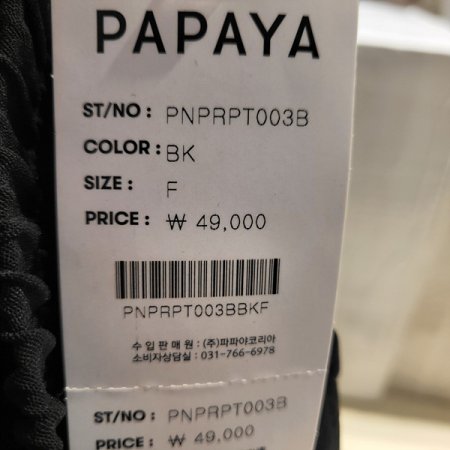 PAPAYA
ST/NO : PNPRPT003B
COLOR : BK
SIZE : F
PRICE : ₩ 49,000
PNPRPT003BBKF
수 입 판 매 원 : (주)파파야코리아
소비자상담실 : 031-766-6978
ST/NO : PNPRPT003B
PRICE : ₩ 49,000